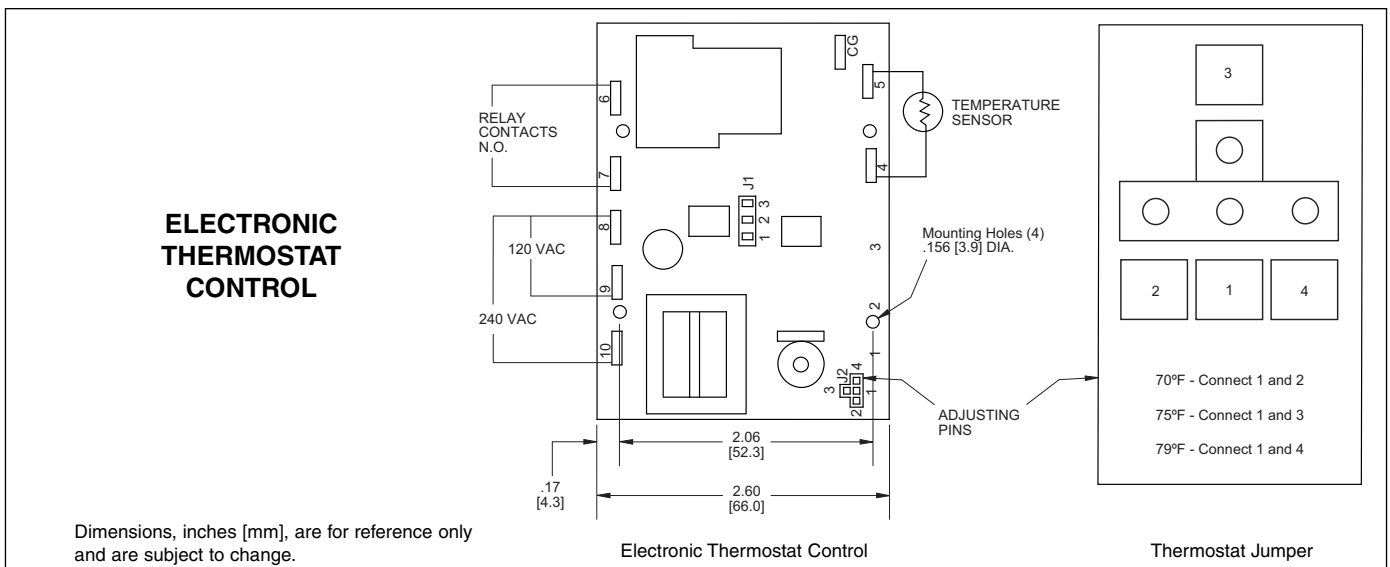 ELECTRONIC
THERMOSTAT
CONTROL
Dimensions, inches [mm], are for reference only
and are subject to change.
RELAY
CONTACTS
N.O.
120 VAC
240 VAC
6
7
8
9
10
CG
5
4
J1
3
2
1
3
2
1
J2
4
3
1
2
TEMPERATURE
SENSOR
Mounting Holes (4)
.156 [3.9] DIA.
ADJUSTING
PINS
2.06
[52.3]
.17
[4.3]
2.60
[66.0]
Electronic Thermostat Control
3
2 1 4
70ºF - Connect 1 and 2
75ºF - Connect 1 and 3
79ºF - Connect 1 and 4
Thermostat Jumper